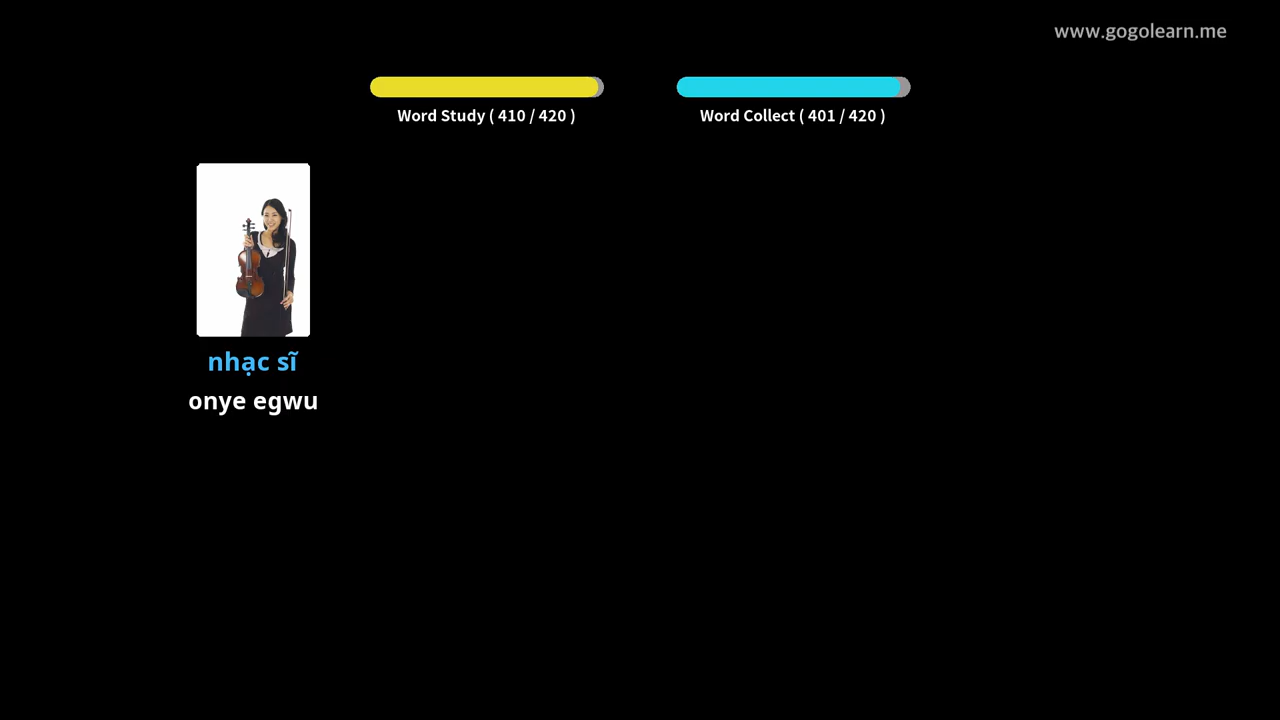 www.gogolearn.me
Word Study ( 410 / 420 )
Word Collect ( 401 / 420 )
nhạc sĩ
onye egwu